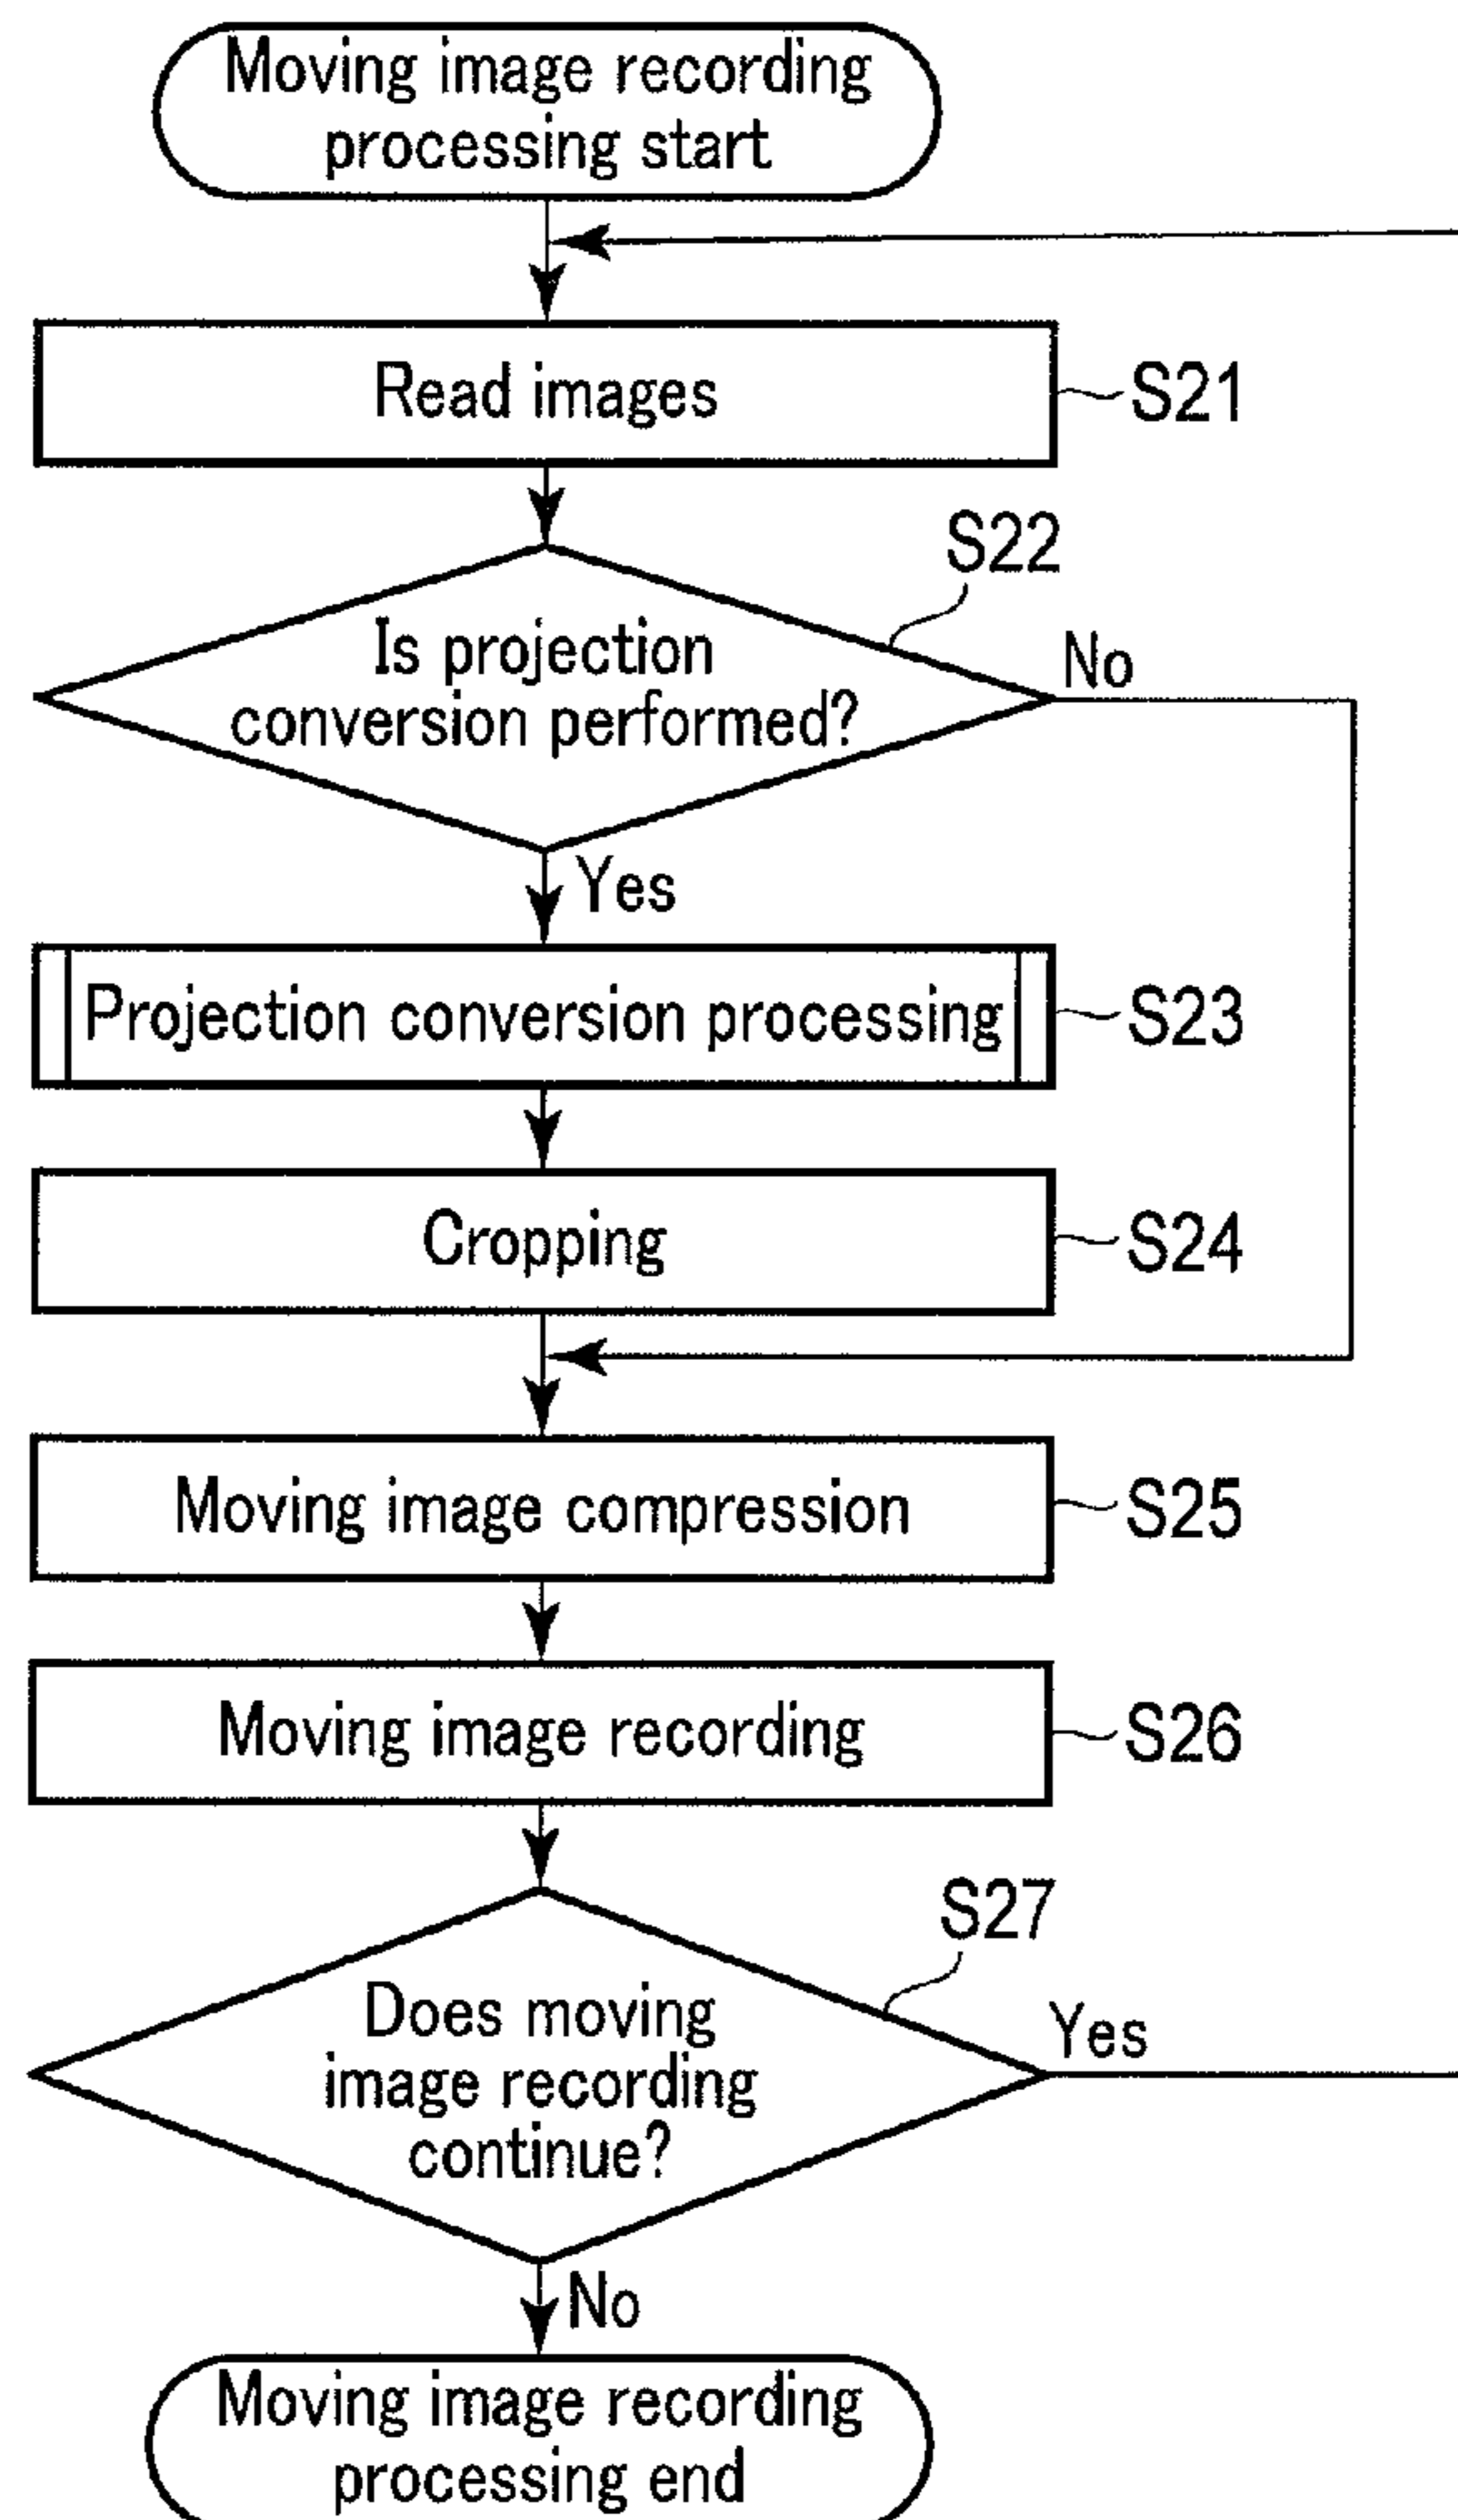 Moving image recording
processing start
Read images
S21
S22
Is projection
conversion performed?
No
Yes
Projection conversion processing
S23
Cropping
S24
Moving image compression
S25
Moving image recording
S26
S27
Does moving
image recording
continue?
Yes
No
Moving image recording
processing end